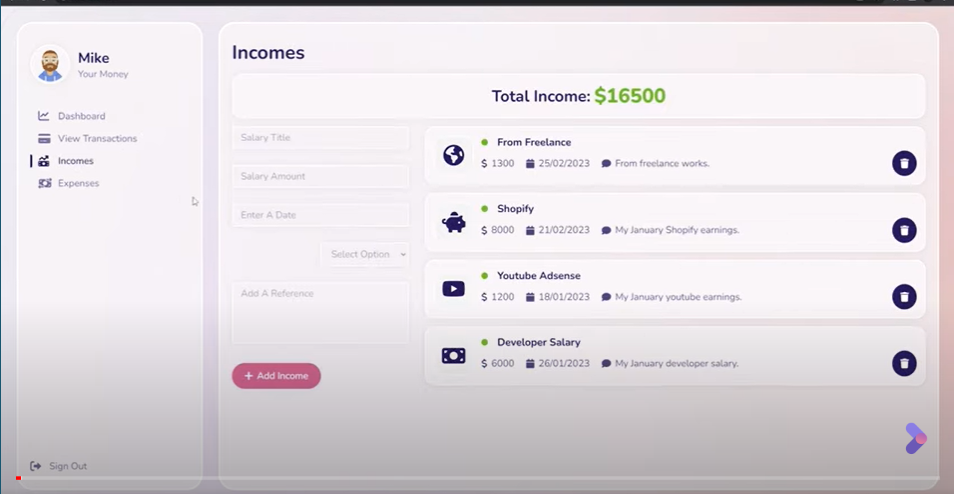 Mike
Your Money
Dashboard
View Transactions
Incomes
Expenses
Sign Out
Incomes
Total Income: $16500
Salary Title
Salary Amount
Enter A Date
Select Option
Add A Reference
+ Add Income
From Freelance
$ 1300 25/02/2023 From freelance works.
Shopify
$ 8000 21/02/2023 My January Shopify earnings.
Youtube Adsense
$ 1200 18/01/2023 My January youtube earnings.
Developer Salary
$ 6000 26/01/2023 My January developer salary.